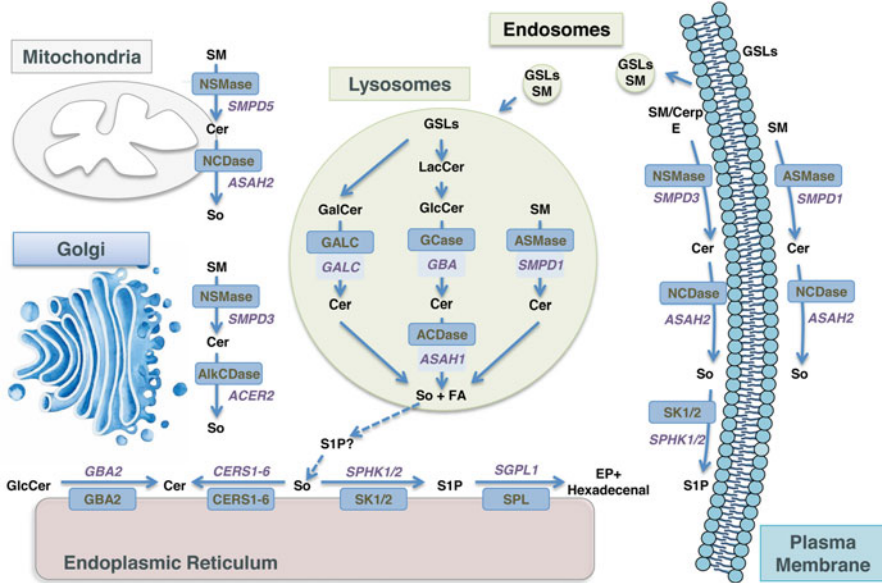 Mitochondria
SM
NSMase
SMPD5
Cer
NCDase
ASAH2
So
Golgi
SM
NSMase
SMPD3
Cer
AlkCDase
ACER2
So
Endosomes
GSLs
SM
GSLs
SM
Lysosomes
GSLs
LacCer
GalCer
GlcCer
SM
GALC
GCase
ASMase
GALC
GBA
SMPD1
Cer
Cer
Cer
ACDase
ASAH1
So + FA
S1P?
GSLs
SM/Cerp
E
SM
NSMase
ASMase
SMPD3
SMPD1
Cer
Cer
NCDase
NCDase
ASAH2
ASAH2
So
So
SK1/2
SPHK1/2
S1P
GBA2
CERS1-6
SPHK1/2
SGPL1
GlcCer
Cer
So
S1P
EP+
Hexadecenal
GBA2
CERS1-6
SK1/2
SPL
Endoplasmic Reticulum
Plasma
Membrane